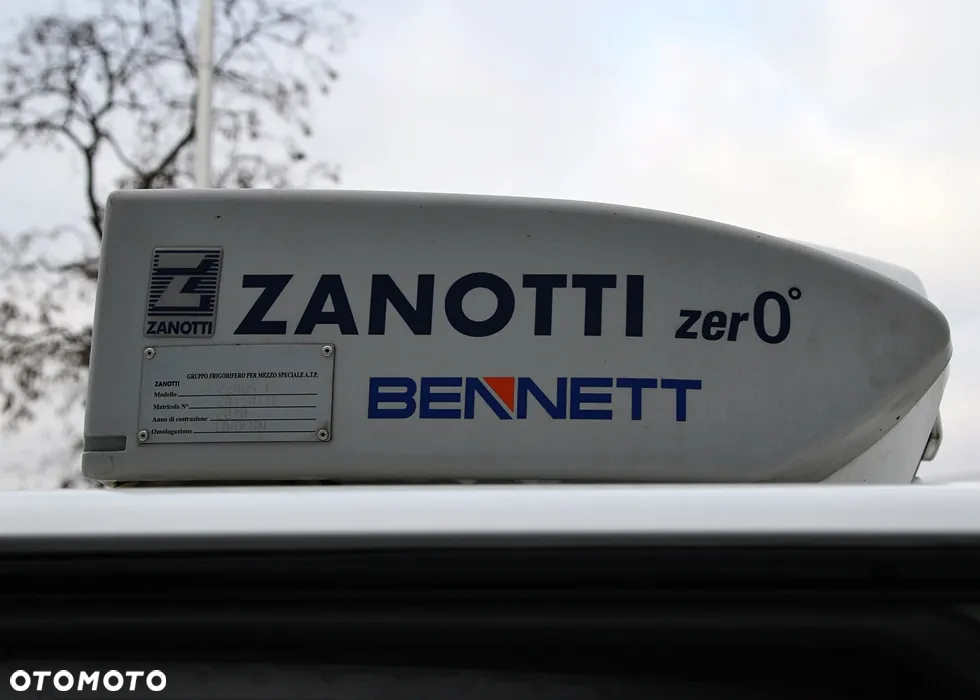 ZANOTTI
ZANOTTI zer0°
BENNETT
GRUPPO FRIGORIFERO PER MEZZO SPECIALE A.T.P.
ZANOTTI
Modello
Matricola N°
Anno di costruzione
Omologazione
OTOMOTO